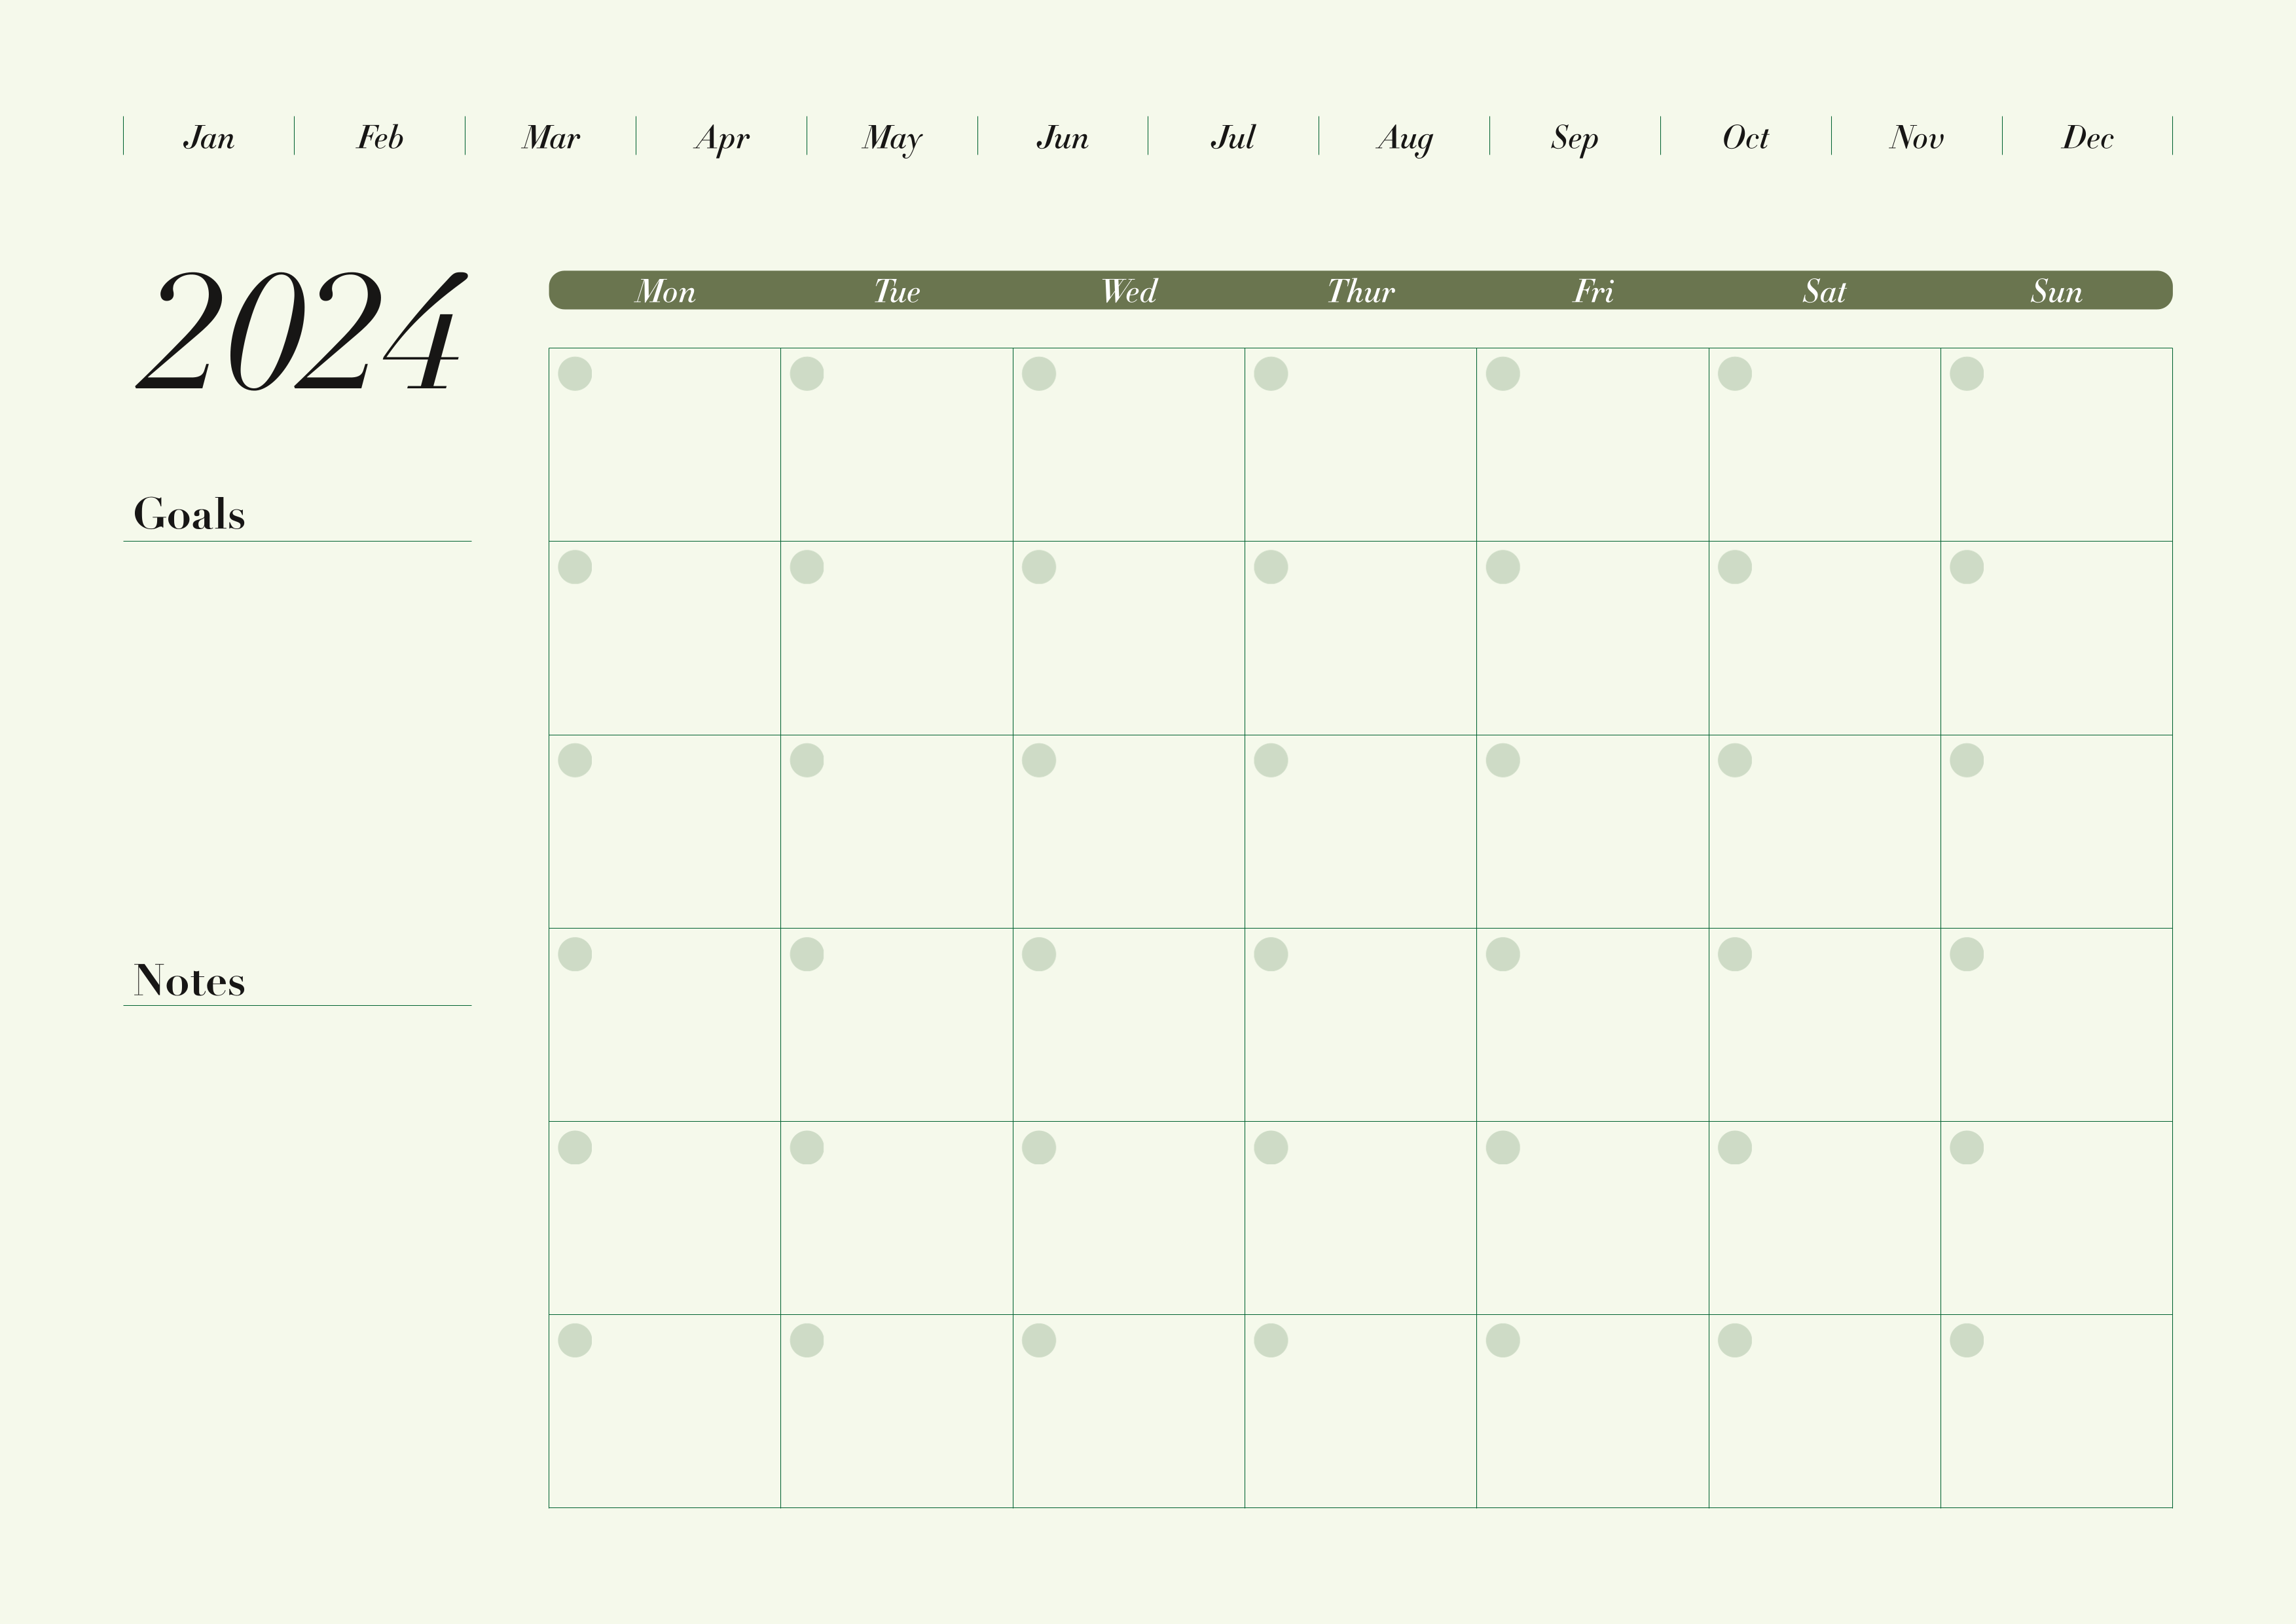 Jan Feb Mar Apr May Jun Jul Aug Sep Oct Nov Dec
2024
Mon Tue Wed Thur Fri Sat Sun
Goals
Notes